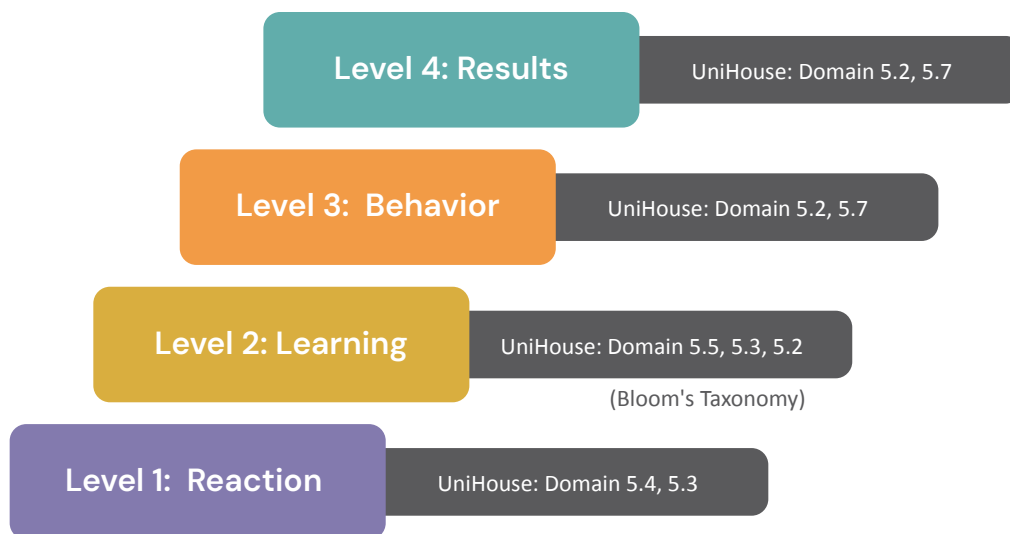 Level 4: Results
UniHouse: Domain 5.2, 5.7
Level 3:  Behavior
UniHouse: Domain 5.2, 5.7
Level 2: Learning
UniHouse: Domain 5.5, 5.3, 5.2
(Bloom's Taxonomy)
Level 1:  Reaction
UniHouse: Domain 5.4, 5.3